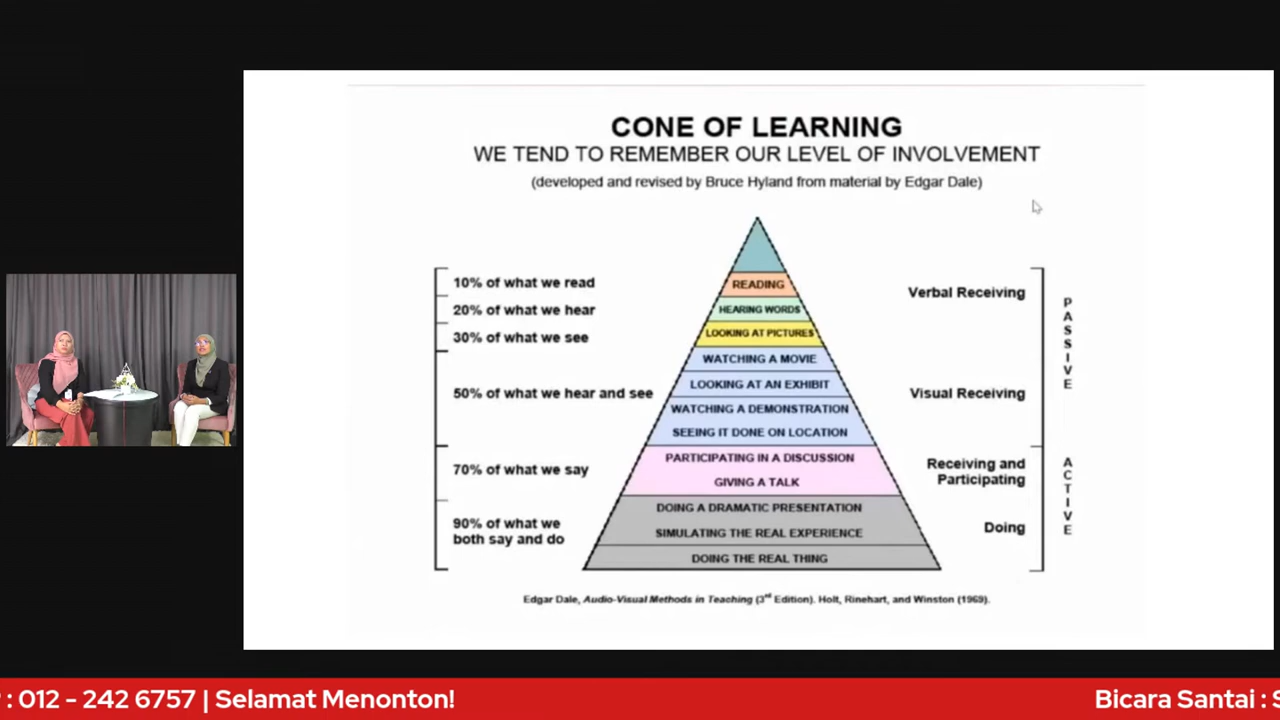 CONE OF LEARNING
WE TEND TO REMEMBER OUR LEVEL OF INVOLVEMENT
(developed and revised by Bruce Hyland from material by Edgar Dale)
10% of what we read
20% of what we hear
30% of what we see
50% of what we hear and see
70% of what we say
90% of what we
both say and do
READING
HEARING WORDS
LOOKING AT PICTURES
WATCHING A MOVIE
LOOKING AT AN EXHIBIT
WATCHING A DEMONSTRATION
SEEING IT DONE ON LOCATION
PARTICIPATING IN A DISCUSSION
GIVING A TALK
DOING A DRAMATIC PRESENTATION
SIMULATING THE REAL EXPERIENCE
DOING THE REAL THING
Verbal Receiving
Visual Receiving
Receiving and
Participating
Doing
PASSIVE
ACTIVE
Edgar Dale, Audio-Visual Methods in Teaching (3rd Edition). Holt, Rinehart, and Winston (1969).
: 012 - 242 6757 | Selamat Menonton!
Bicara Santai : S